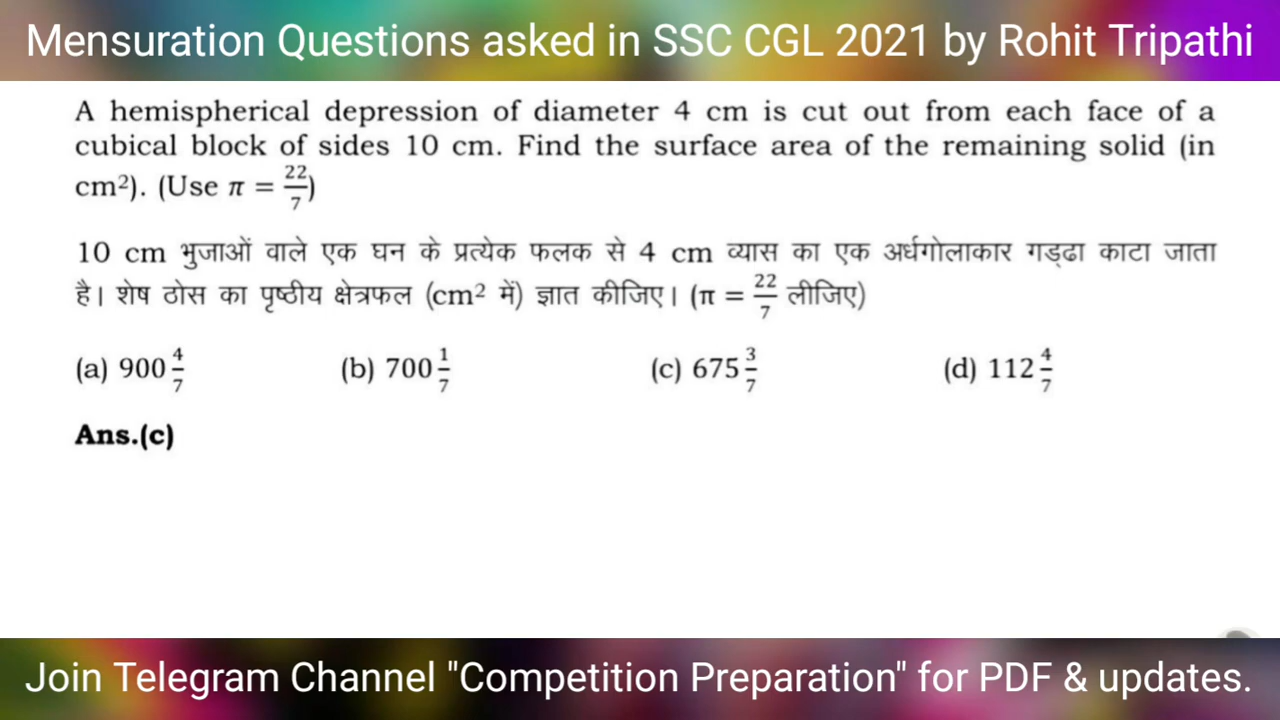 Mensuration Questions asked in SSC CGL 2021 by Rohit Tripathi
A hemispherical depression of diameter 4 cm is cut out from each face of a
cubical block of sides 10 cm. Find the surface area of the remaining solid (in
cm²). (Use π = 22/7)
10 cm भुजाओं वाले एक घन के प्रत्येक फलक से 4 cm व्यास का एक अर्धगोलाकार गड्ढा काटा जाता
है। शेष ठोस का पृष्ठीय क्षेत्रफल (cm² में) ज्ञात कीजिए। (π = 22/7 लीजिए)
(a) 900 4/7 (b) 700 1/7 (c) 675 3/7 (d) 112 4/7
Ans.(c)
Join Telegram Channel "Competition Preparation" for PDF & updates.